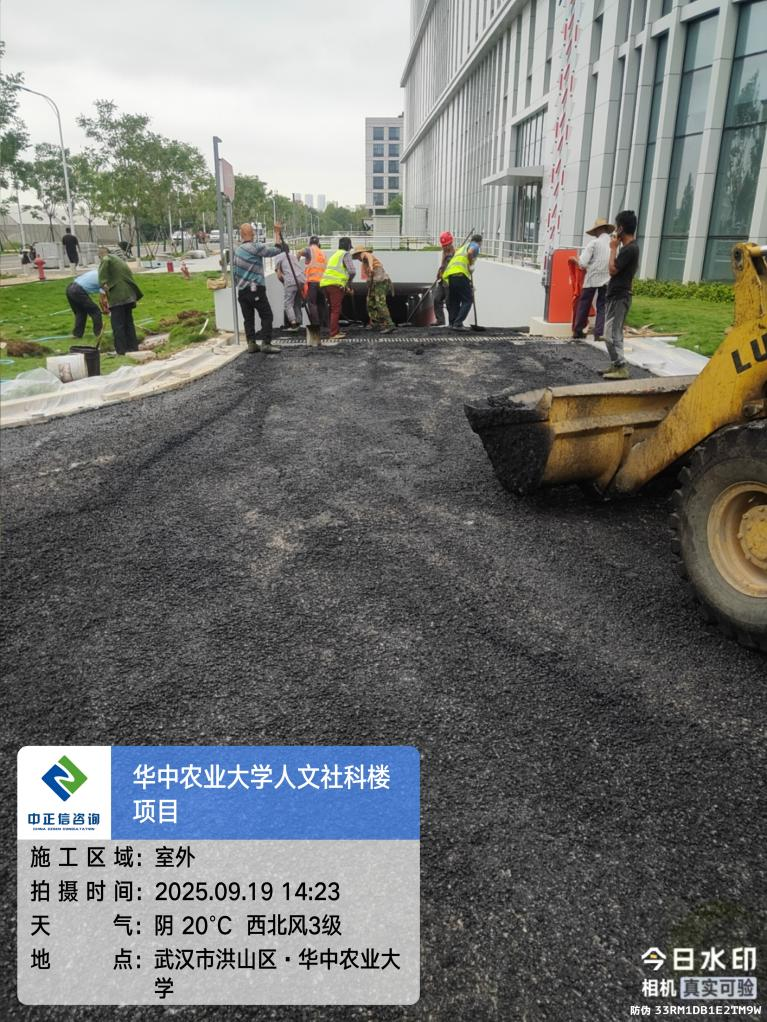 LU
华中农业大学人文社科楼
项目
中正信咨询
施工区域：室外
拍摄时间：2025.09.19 14:23
天气：阴 20℃ 西北风3级
地点：武汉市洪山区·华中农业大
学
今日水印
相机 真实可验
防伪 33RM1DB1E2TM9W